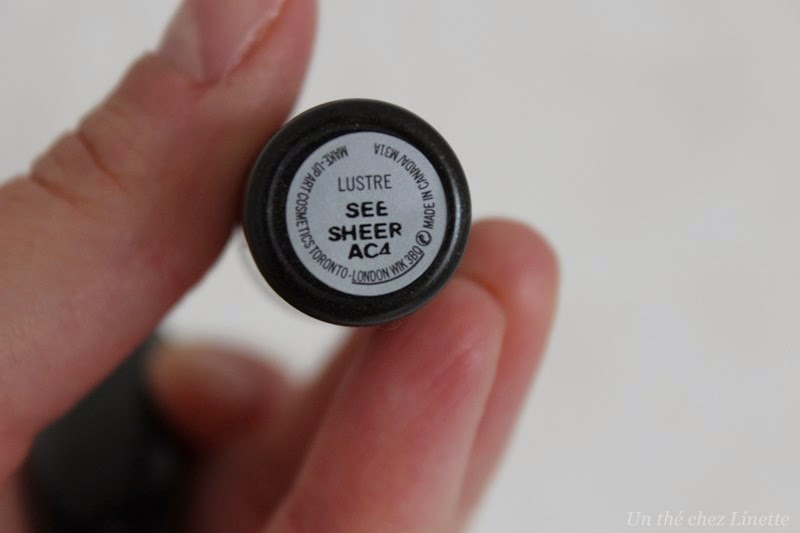 LUSTRE
SEE
SHEER
AC4
MAKE-UP ART COSMETICS TORONTO - LONDON W1K 3BQ MADE IN CANADA/ M31A
Un thé chez Linette